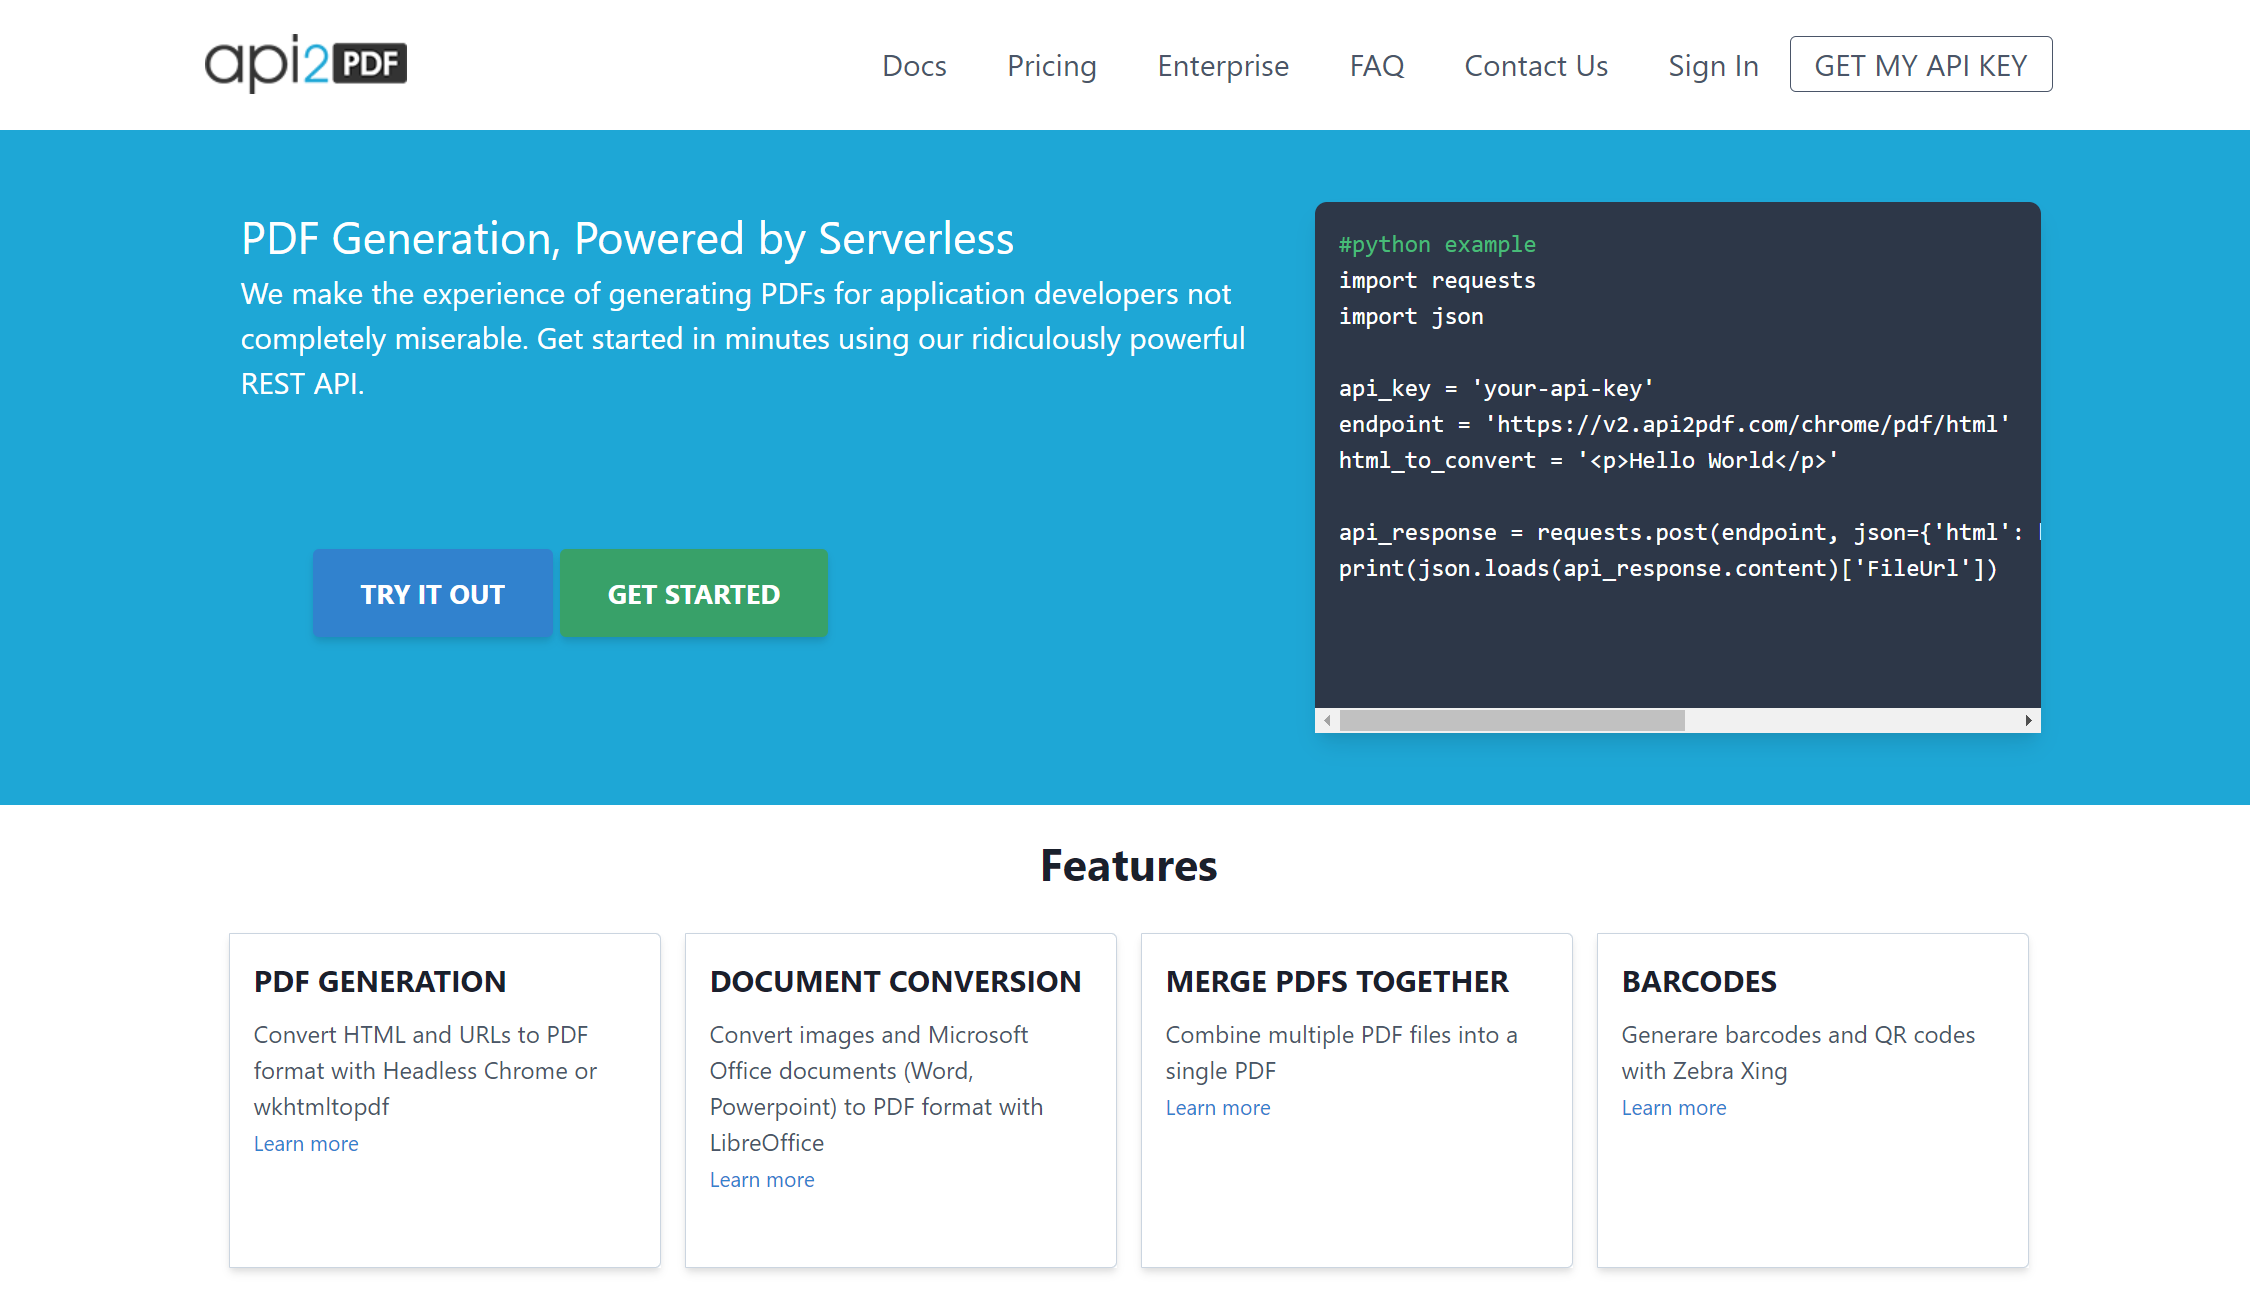 api2PDF
Docs
Pricing
Enterprise
FAQ
Contact Us
Sign In
GET MY API KEY
PDF Generation, Powered by Serverless
We make the experience of generating PDFs for application developers not
completely miserable. Get started in minutes using our ridiculously powerful
REST API.
TRY IT OUT
GET STARTED
#python example
import requests
import json
api_key = 'your-api-key'
endpoint = 'https://v2.api2pdf.com/chrome/pdf/html'
html_to_convert = '<p>Hello World</p>'
api_response = requests.post(endpoint, json={'html':
print(json.loads(api_response.content)['FileUrl'])
Features
PDF GENERATION
Convert HTML and URLs to PDF
format with Headless Chrome or
wkhtmltopdf
Learn more
DOCUMENT CONVERSION
Convert images and Microsoft
Office documents (Word,
Powerpoint) to PDF format with
LibreOffice
Learn more
MERGE PDFS TOGETHER
Combine multiple PDF files into a
single PDF
Learn more
BARCODES
Generare barcodes and QR codes
with Zebra Xing
Learn more